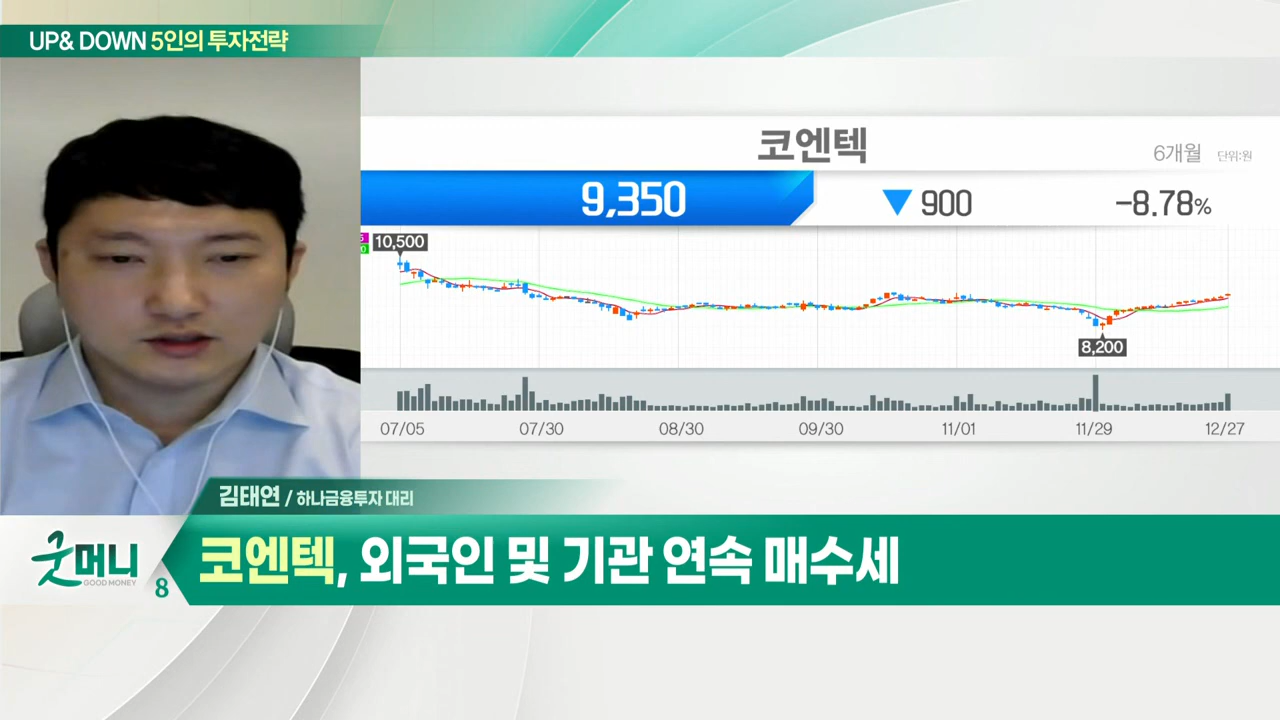 UP& DOWN 5인의 투자전략
코엔텍
6개월 단위:원
9,350 ▼ 900 -8.78%
10,500
8,200
07/05 07/30 08/30 09/30 11/01 11/29 12/27
김태연 / 하나금융투자 대리
굿머니
GOOD MONEY
8
코엔텍, 외국인 및 기관 연속 매수세